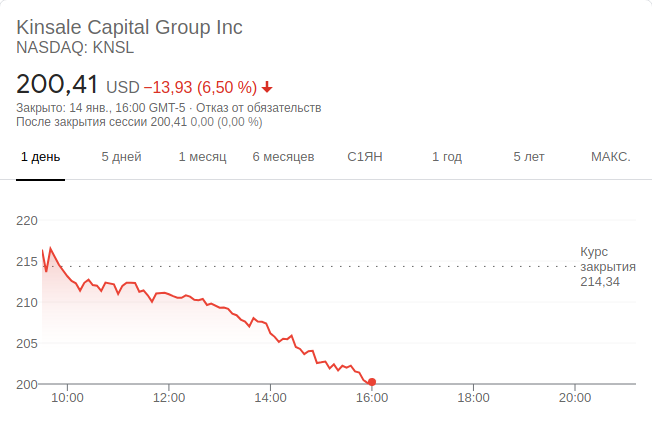 Kinsale Capital Group Inc
NASDAQ: KNSL
200,41 USD −13,93 (6,50 %)
Закрыто: 14 янв., 16:00 GMT-5 · Отказ от обязательств
После закрытия сессии 200,41 0,00 (0,00 %)
1 день 5 дней 1 месяц 6 месяцев С1ЯН 1 год 5 лет МАКС.
220
215
210
205
200
Курс
закрытия
214,34
10:00 12:00 14:00 16:00 18:00 20:00